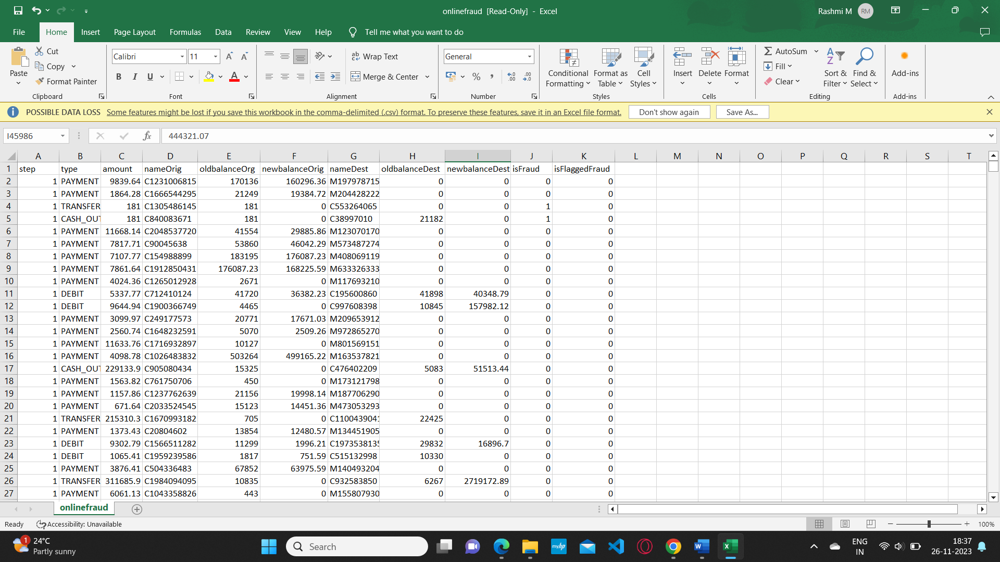 onlinefraud [Read-Only] - Excel
Rashmi M RM
File Home Insert Page Layout Formulas Data Review View Help Tell me what you want to do
Paste Cut Copy Format Painter Clipboard
Calibri 11 A A B I U A Font
Wrap Text Merge & Center Alignment
General % , Number
Conditional Formatting Format as Table Cell Styles Styles
Insert Delete Format Cells
AutoSum Fill Clear Sort & Filter Find & Select Editing
Add-ins Add-ins
POSSIBLE DATA LOSS Some features might be lost if you save this workbook in the comma-delimited (.csv) format. To preserve these features, save it in an Excel file format. Don't show again Save As...
I45986 fx 444321.07
A B C D E F G H I J K L M N O P Q R S T
1 step type amount nameOrig oldbalanceOrg newbalanceOrig nameDest oldbalanceDest newbalanceDest isFraud isFlaggedFraud
2 1 PAYMENT 9839.64 C1231006815 170136 160296.36 M197978715 0 0 0 0
3 1 PAYMENT 1864.28 C1666544295 21249 19384.72 M204428222 0 0 0 0
4 1 TRANSFER 181 C1305486145 181 0 C553264065 0 0 1 0
5 1 CASH_OUT 181 C840083671 181 0 C38997010 21182 0 1 0
6 1 PAYMENT 11668.14 C2048537720 41554 29885.86 M123070170 0 0 0 0
7 1 PAYMENT 7817.71 C90045638 53860 46042.29 M573487274 0 0 0 0
8 1 PAYMENT 7107.77 C154988899 183195 176087.23 M408069119 0 0 0 0
9 1 PAYMENT 7861.64 C1912850431 176087.23 168225.59 M633326333 0 0 0 0
10 1 PAYMENT 4024.36 C1265012928 2671 0 M117693210 0 0 0 0
11 1 DEBIT 5337.77 C712410124 41720 36382.23 C195600860 41898 40348.79 0 0
12 1 DEBIT 9644.94 C1900366749 4465 0 C997608398 10845 157982.12 0 0
13 1 PAYMENT 3099.97 C249177573 20771 17671.03 M209653912 0 0 0 0
14 1 PAYMENT 2560.74 C1648232591 5070 2509.26 M972865270 0 0 0 0
15 1 PAYMENT 11633.76 C1716932897 10127 0 M801569151 0 0 0 0
16 1 PAYMENT 4098.78 C1026483832 503264 499165.22 M163537821 0 0 0 0
17 1 CASH_OUT 229133.9 C905080434 15325 0 C476402209 5083 51513.44 0 0
18 1 PAYMENT 1563.82 C761750706 450 0 M173121798 0 0 0 0
19 1 PAYMENT 1157.86 C1237762639 21156 19998.14 M187706290 0 0 0 0
20 1 PAYMENT 671.64 C2033524545 15123 14451.36 M473053293 0 0 0 0
21 1 TRANSFER 215310.3 C1670993182 705 0 C1100439041 22425 0 0 0
22 1 PAYMENT 1373.43 C20804602 13854 12480.57 M134451905 0 0 0 0
23 1 DEBIT 9302.79 C1566511282 11299 1996.21 C1973538135 29832 16896.7 0 0
24 1 DEBIT 1065.41 C1959239586 1817 751.59 C515132998 10330 0 0 0
25 1 PAYMENT 3876.41 C504336483 67852 63975.59 M140493204 0 0 0 0
26 1 TRANSFER 311685.9 C1984094095 10835 0 C932583850 6267 2719172.89 0 0
27 1 PAYMENT 6061.13 C1043358826 443 0 M155807930 0 0 0 0
onlinefraud
Ready Accessibility: Unavailable 100%
1 24°C Partly sunny
Search
myhp
ENG IN
18:37
26-11-2023